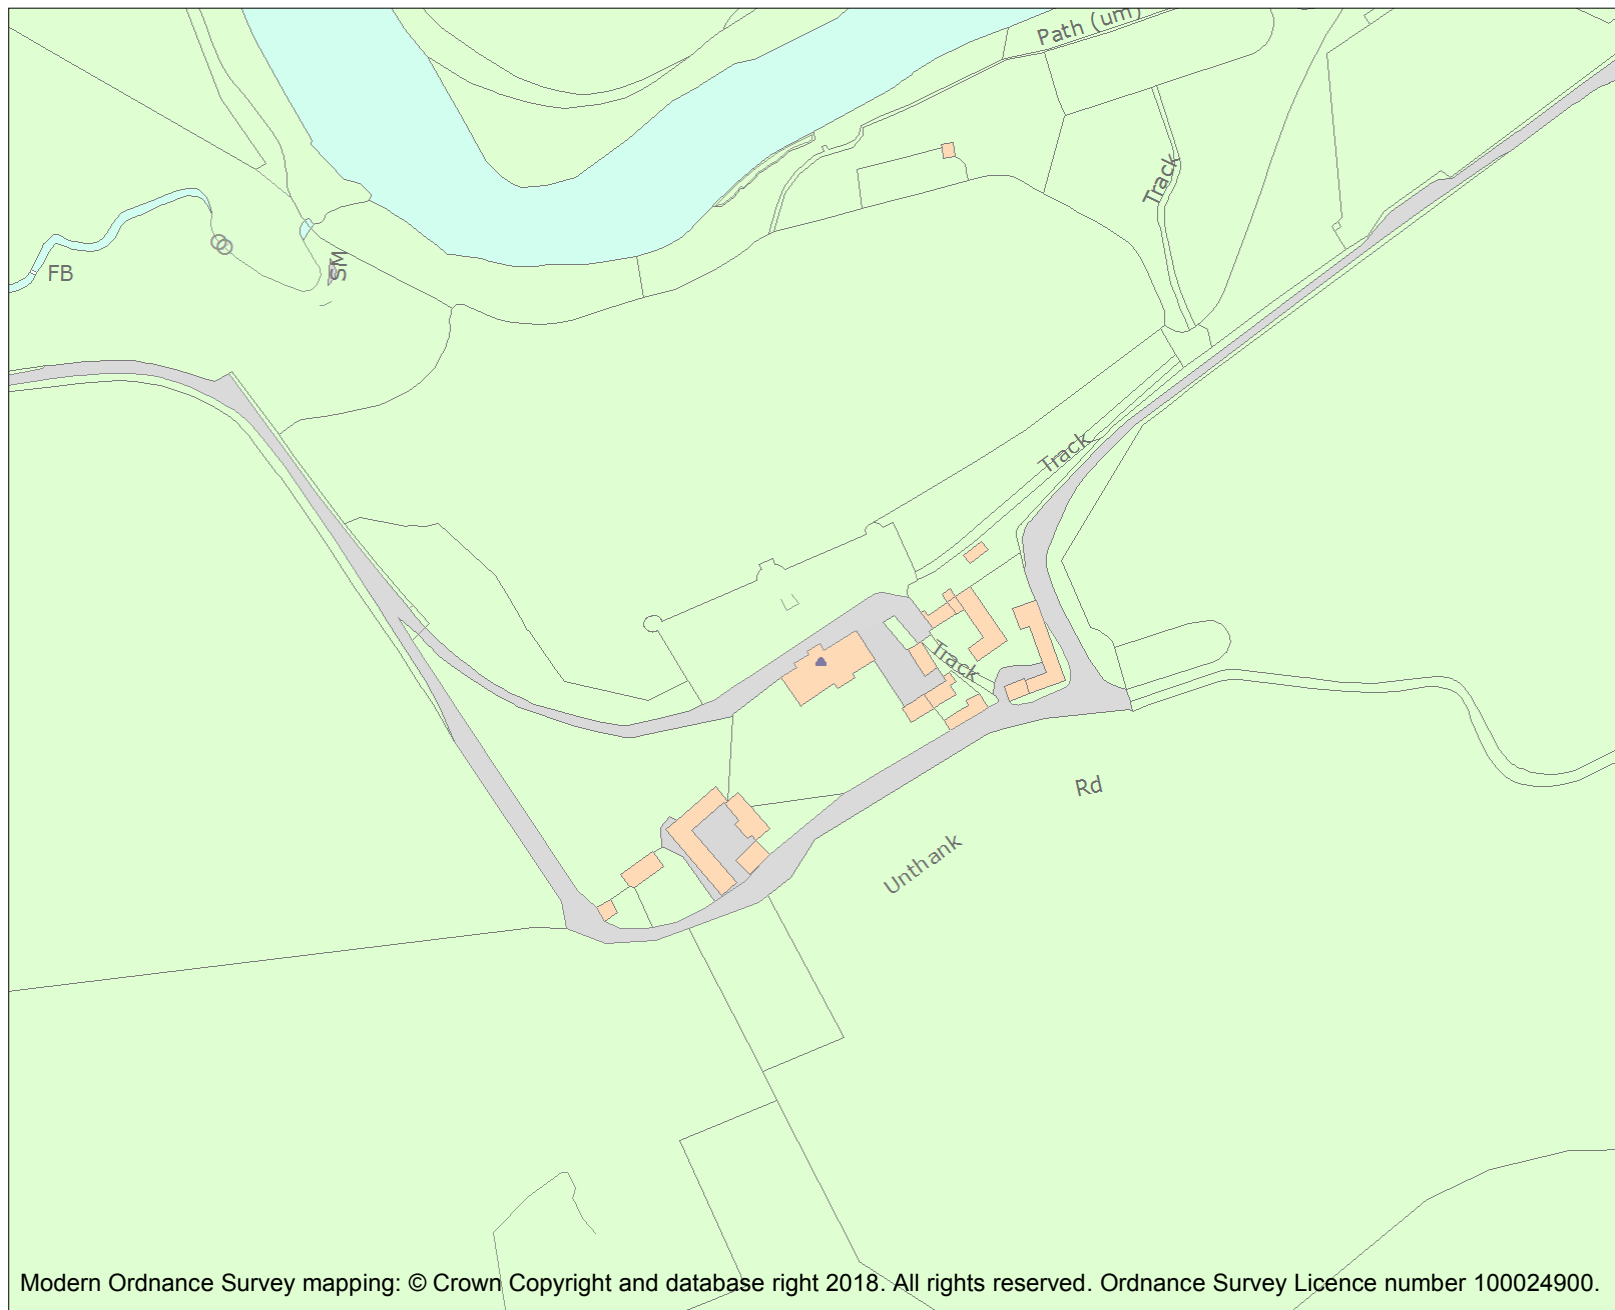 Path (um)
Track
FB
SM
Track
Track
Rd
Unthank
Modern Ordnance Survey mapping: © Crown Copyright and database right 2018. All rights reserved. Ordnance Survey Licence number 100024900.